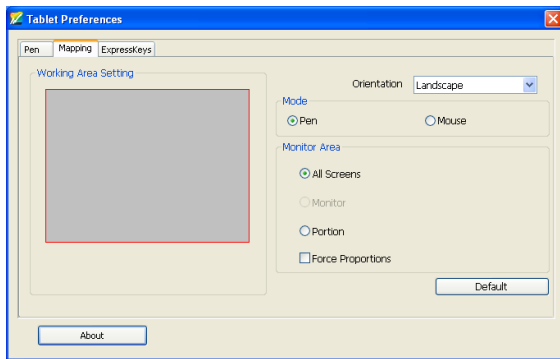 Tablet Preferences
Pen Mapping ExpressKeys
Working Area Setting
Orientation Landscape
Mode
Pen Mouse
Monitor Area
All Screens
Monitor
Portion
Force Proportions
Default
About